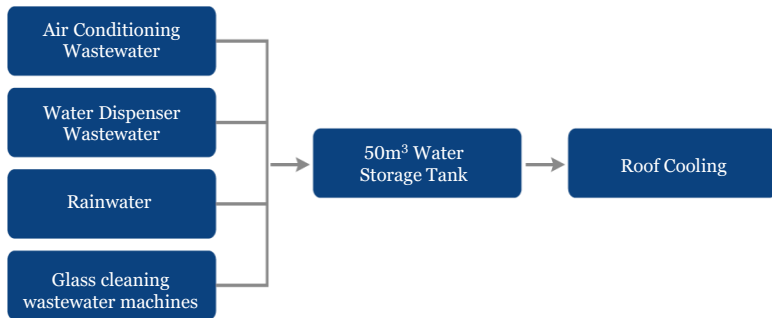 Air Conditioning
Wastewater
Water Dispenser
Wastewater
Rainwater
Glass cleaning
wastewater machines
50m³ Water
Storage Tank
Roof Cooling